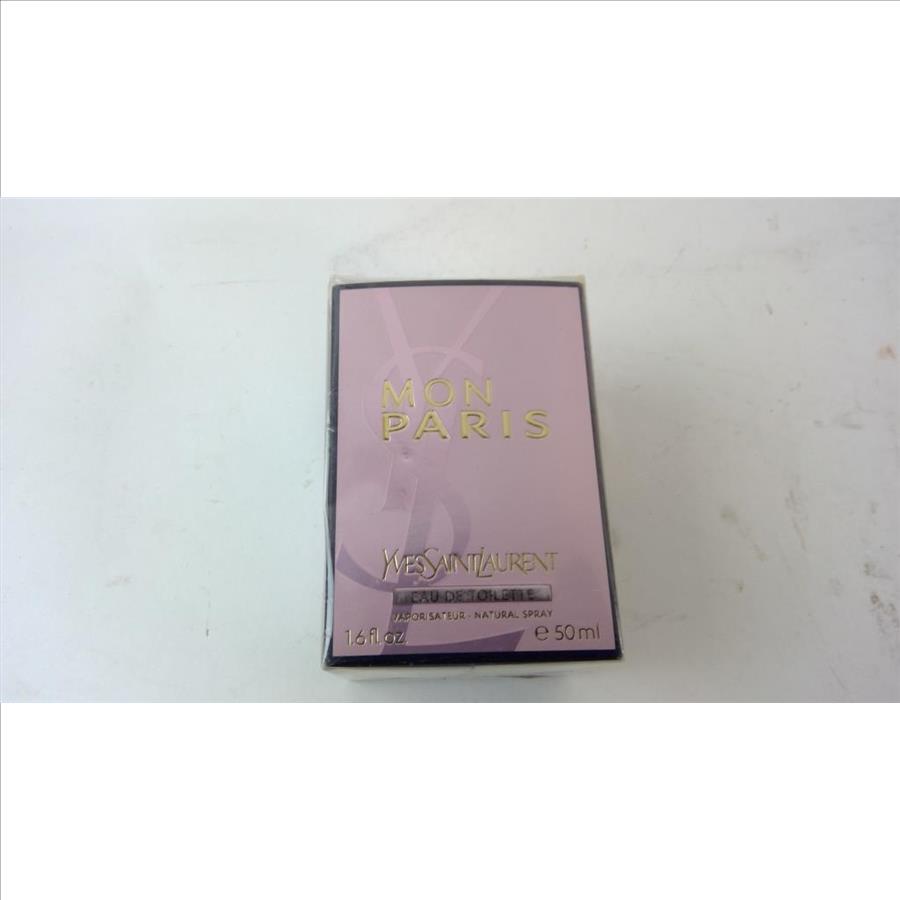 MON
PARIS
YVESSAINTLAURENT
EAU DE TOILETTE
VAPORISATEUR - NATURAL SPRAY
1.6 fl. oz. e 50 ml